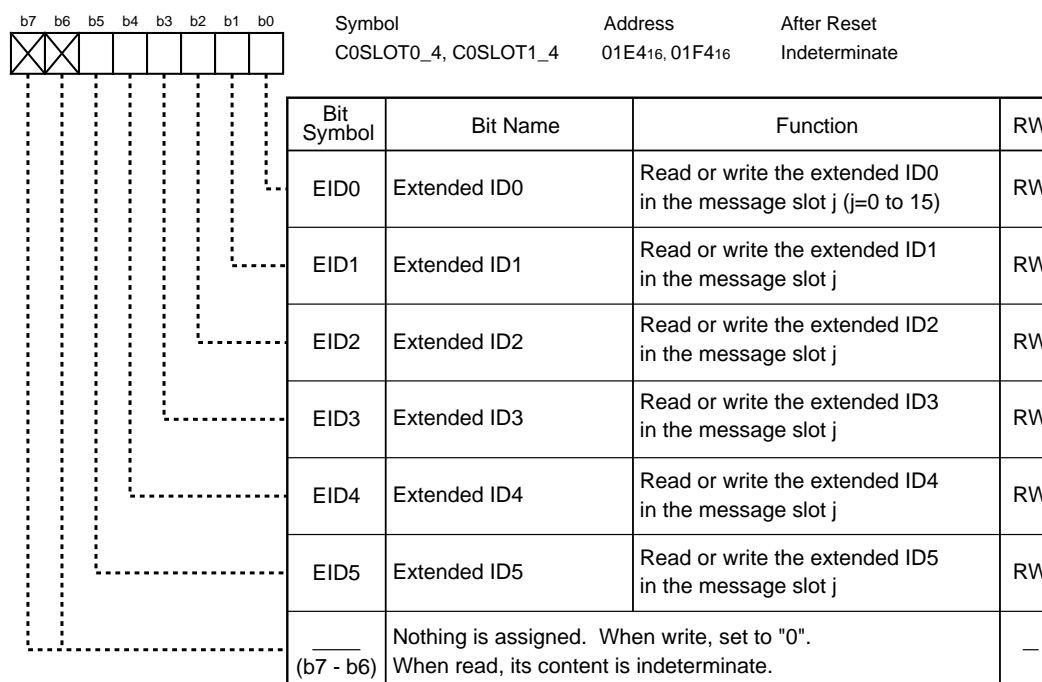 b7 b6 b5 b4 b3 b2 b1 b0
Symbol Address After Reset
C0SLOT0_4, C0SLOT1_4 01E416, 01F416 Indeterminate
Bit Symbol Bit Name Function RW
EID0 Extended ID0 Read or write the extended ID0
in the message slot j (j=0 to 15) RW
EID1 Extended ID1 Read or write the extended ID1
in the message slot j RW
EID2 Extended ID2 Read or write the extended ID2
in the message slot j RW
EID3 Extended ID3 Read or write the extended ID3
in the message slot j RW
EID4 Extended ID4 Read or write the extended ID4
in the message slot j RW
EID5 Extended ID5 Read or write the extended ID5
in the message slot j RW
(b7 - b6) Nothing is assigned. When write, set to "0".
When read, its content is indeterminate. —